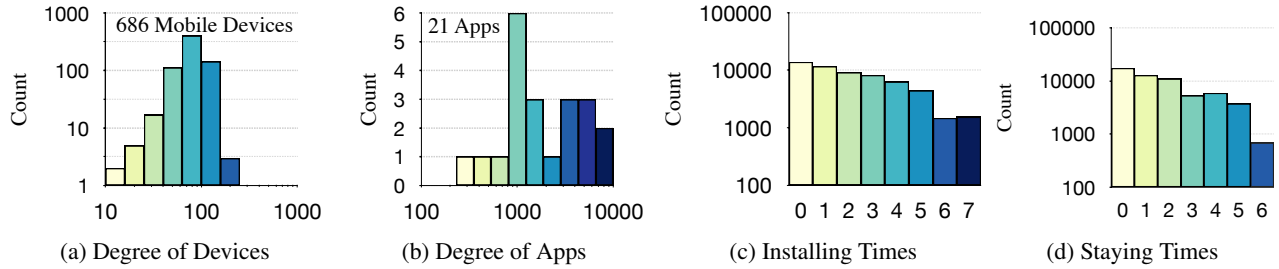 Count
1000
100
10
1
686 Mobile Devices
10 100 1000
(a) Degree of Devices
Count
6
5
4
3
2
1
0
21 Apps
100 1000 10000
(b) Degree of Apps
Count
100000
10000
1000
100
0 1 2 3 4 5 6 7
(c) Installing Times
Count
100000
10000
1000
100
0 1 2 3 4 5 6
(d) Staying Times